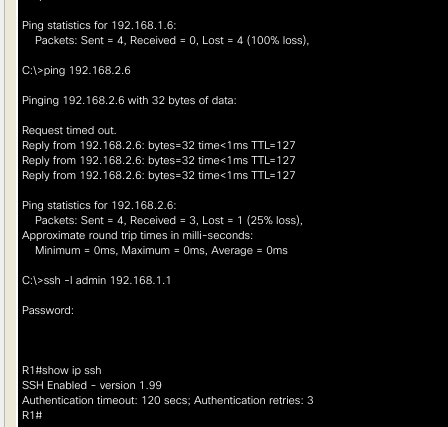 Ping statistics for 192.168.1.6:
Packets: Sent = 4, Received = 0, Lost = 4 (100% loss),
C:\>ping 192.168.2.6
Pinging 192.168.2.6 with 32 bytes of data:
Request timed out.
Reply from 192.168.2.6: bytes=32 time<1ms TTL=127
Reply from 192.168.2.6: bytes=32 time<1ms TTL=127
Reply from 192.168.2.6: bytes=32 time<1ms TTL=127
Ping statistics for 192.168.2.6:
Packets: Sent = 4, Received = 3, Lost = 1 (25% loss),
Approximate round trip times in milli-seconds:
Minimum = 0ms, Maximum = 0ms, Average = 0ms
C:\>ssh -l admin 192.168.1.1
Password:
R1#show ip ssh
SSH Enabled - version 1.99
Authentication timeout: 120 secs; Authentication retries: 3
R1#